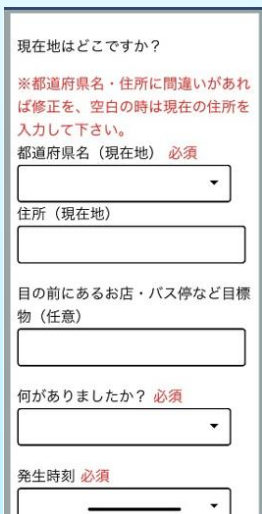 現在地はどこですか？
※都道府県名・住所に間違いがあれ
ば修正を、空白の時は現在の住所を
入力して下さい。
都道府県名（現在地） 必須
住所（現在地）
目の前にあるお店・バス停など目標
物（任意）
何がありましたか？ 必須
発生時刻 必須